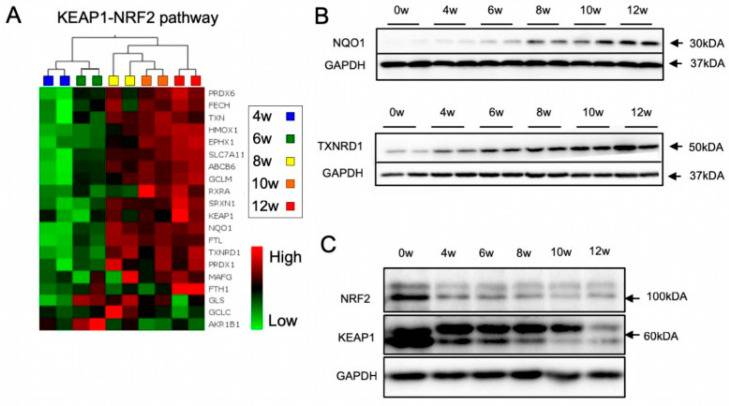 A
KEAP1-NRF2 pathway
PRDX6
FECH
TXN
HMOX1
EPHX1
SLC7A11
ABCB6
GCLM
RXRA
SRXN1
KEAP1
NQO1
FTL
TXNRD1
PRDX1
MAFG
FTH1
GLS
GCLC
AKR1B1
4w
6w
8w
10w
12w
High
Low
B
0w 4w 6w 8w 10w 12w
NQO1 30kDA
GAPDH 37kDA
0w 4w 6w 8w 10w 12w
TXNRD1 50kDA
GAPDH 37kDA
C
0w 4w 6w 8w 10w 12w
NRF2 100kDA
KEAP1 60kDA
GAPDH